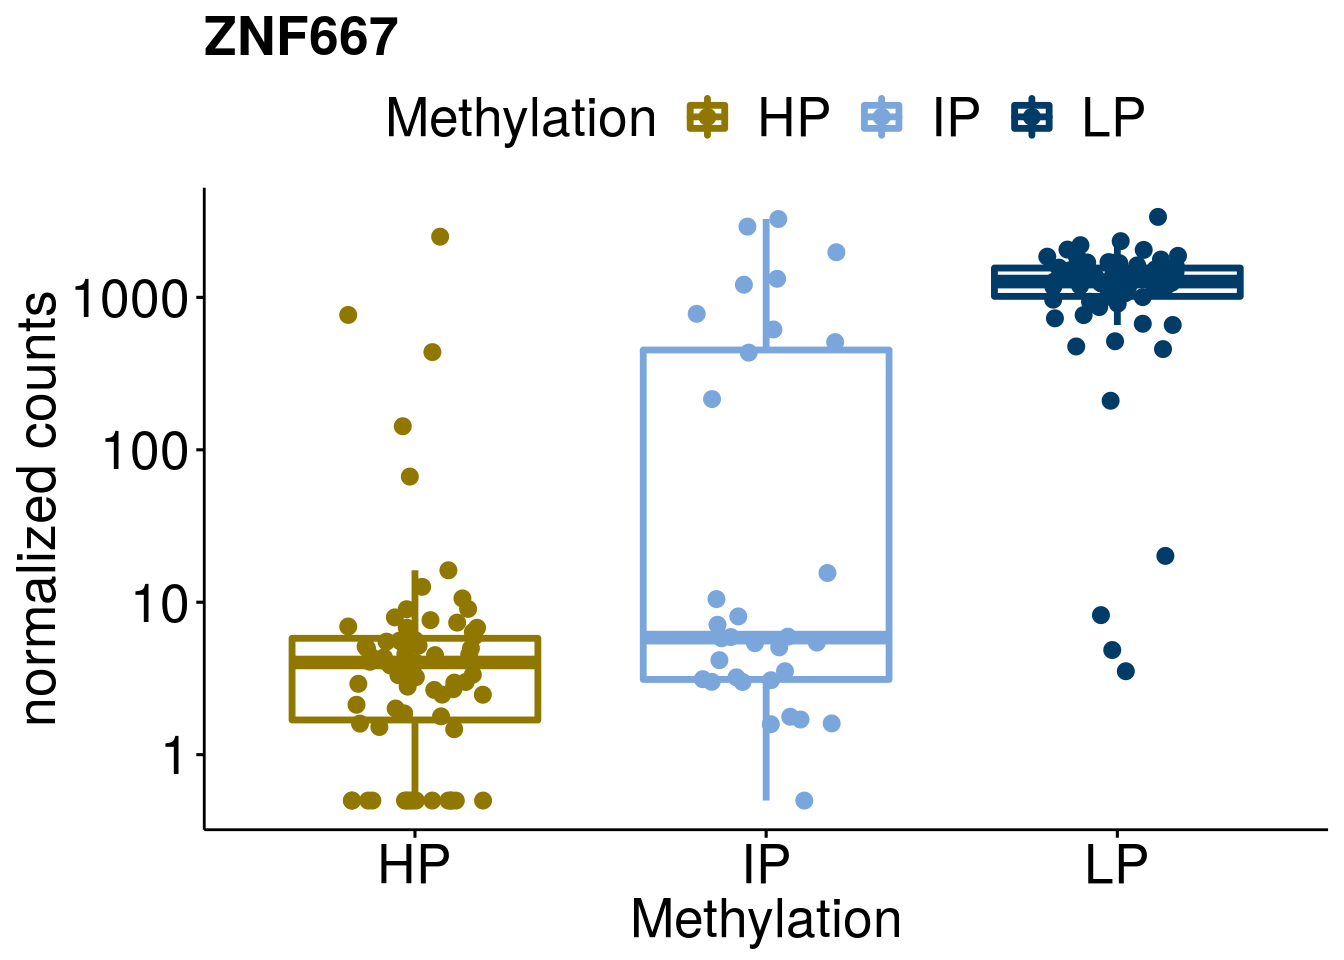 ZNF667
Methylation HP IP LP
normalized counts
1000
100
10
1
HP IP LP
Methylation